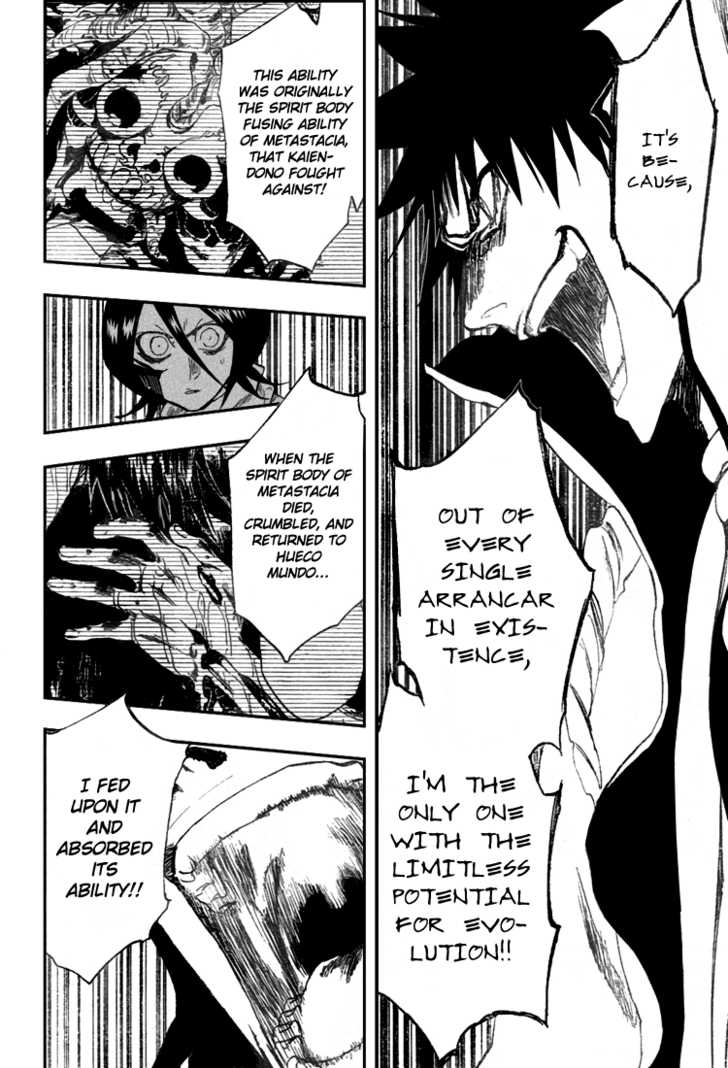 IT'S
BE-
CAUSE,
OUT OF
EVERY
SINGLE
ARRANCAR
IN EXIS-
TENCE,
I'M THE
ONLY ONE
WITH THE
LIMITLESS
POTENTIAL
FOR EVO-
LUTION!!
THIS ABILITY
WAS ORIGINALLY
THE SPIRIT BODY
FUSING ABILITY
OF METASTACIA,
THAT KAIEN-
DONO FOUGHT
AGAINST!
WHEN THE
SPIRIT BODY OF
METASTACIA
DIED,
CRUMBLED, AND
RETURNED TO
HUECO
MUNDO...
I FED
UPON IT
AND
ABSORBED
ITS
ABILITY!!